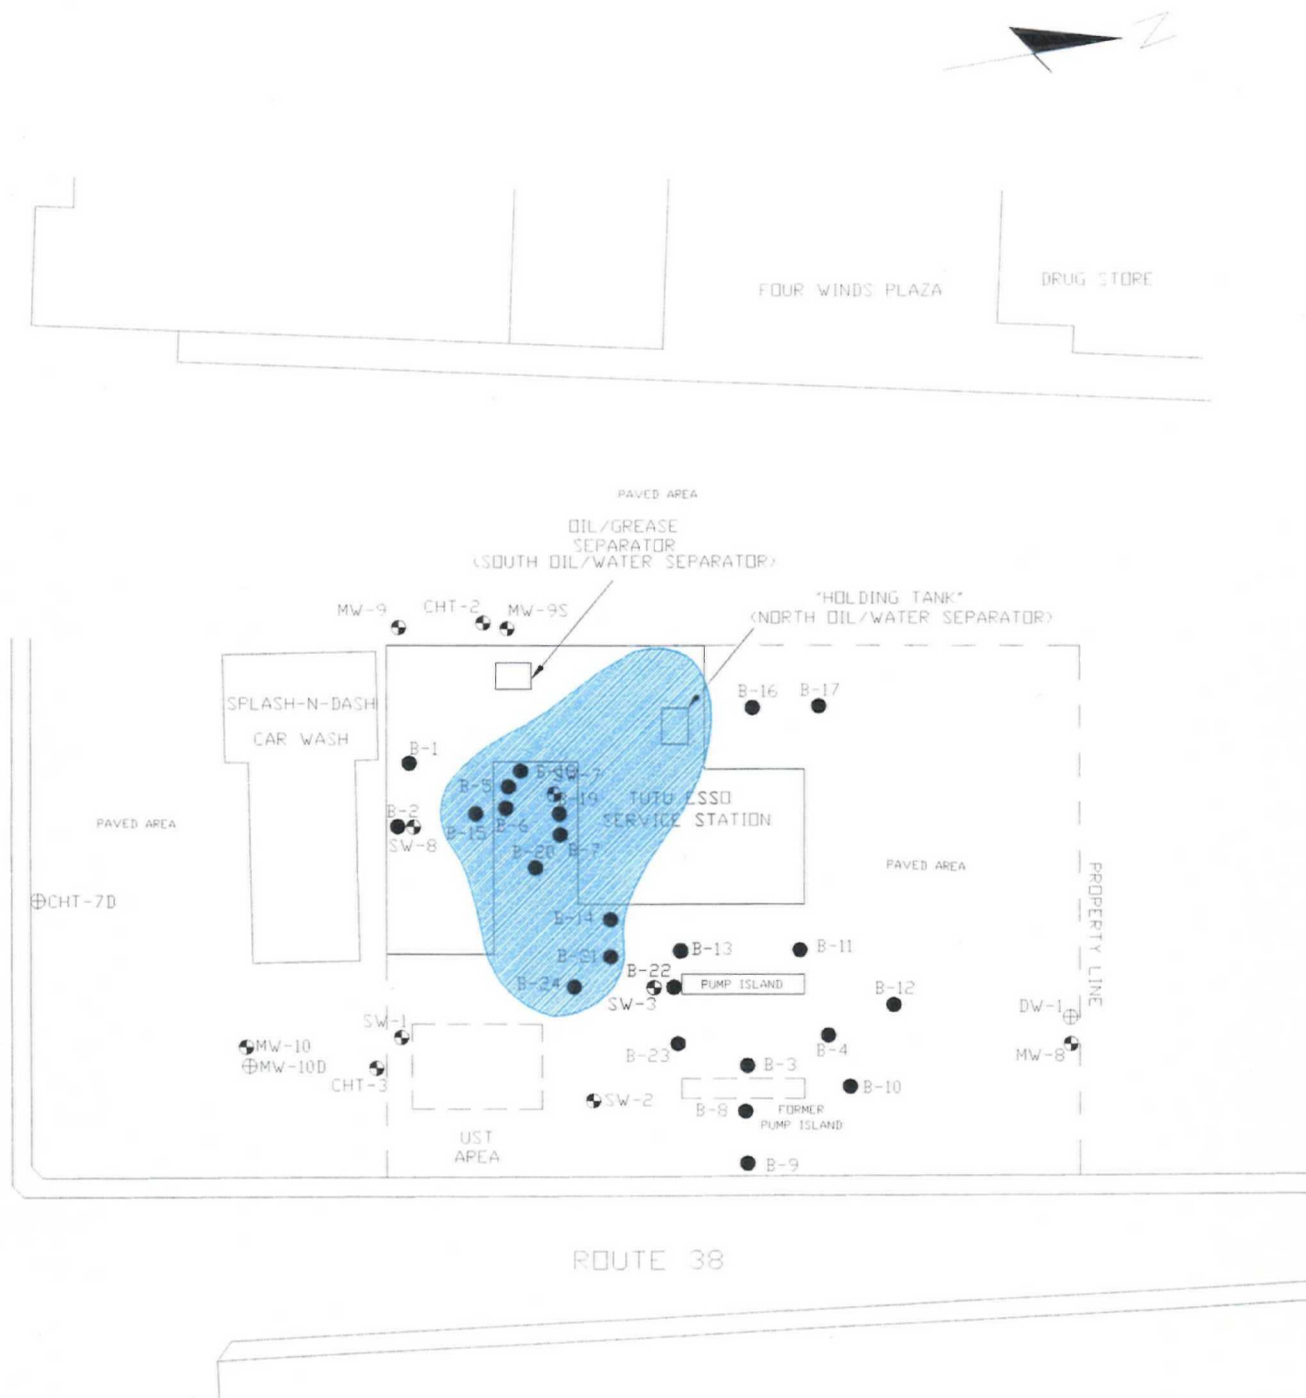 N
FOUR WINDS PLAZA
DRUG STORE
PAVED AREA
OIL/GREASE
SEPARATOR
(SOUTH OIL/WATER SEPARATOR)
"HOLDING TANK"
(NORTH OIL/WATER SEPARATOR)
MW-9
CHT-2
MW-9S
SPLASH-N-DASH
CAR WASH
B-16
B-17
B-1
B-5
SW-7
B-19
B-2
SW-8
B-15
B-6
B-7
B-20
TUTU ESSO
SERVICE STATION
PAVED AREA
PAVED AREA
CHT-7D
PROPERTY LINE
B-14
B-21
B-13
B-11
B-24
B-22
SW-3
PUMP ISLAND
B-12
DW-1
SW-1
MW-10
MW-10D
CHT-3
B-23
B-4
MW-8
B-3
B-10
SW-2
B-8
FORMER
PUMP ISLAND
UST
AREA
B-9
ROUTE 38